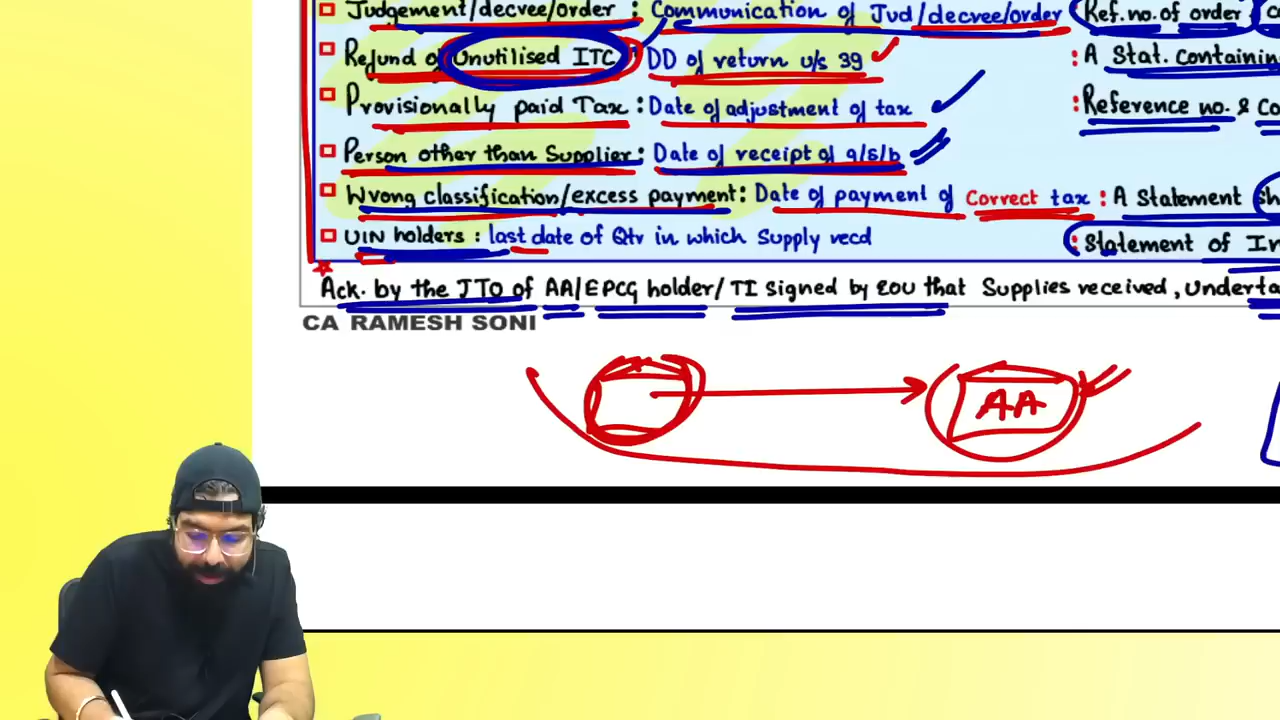 Judgement/decree/order : Communication of Jud/decree/order Ref. no. of order
Refund of Unutilised ITC DD of return u/s 39 : A Stat. Containing
Provisionally paid Tax : Date of adjustment of tax : Reference no. &
Person other than Supplier : Date of receipt of g/s/b
Wrong classification/excess payment : Date of payment of Correct tax : A Statement
UIN holders : last date of Qtr in which Supply recd : Statement of
Ack. by the JTO of AA/EPCG holder/ TI signed by EOU that Supplies received,
CA RAMESH SONI
AA